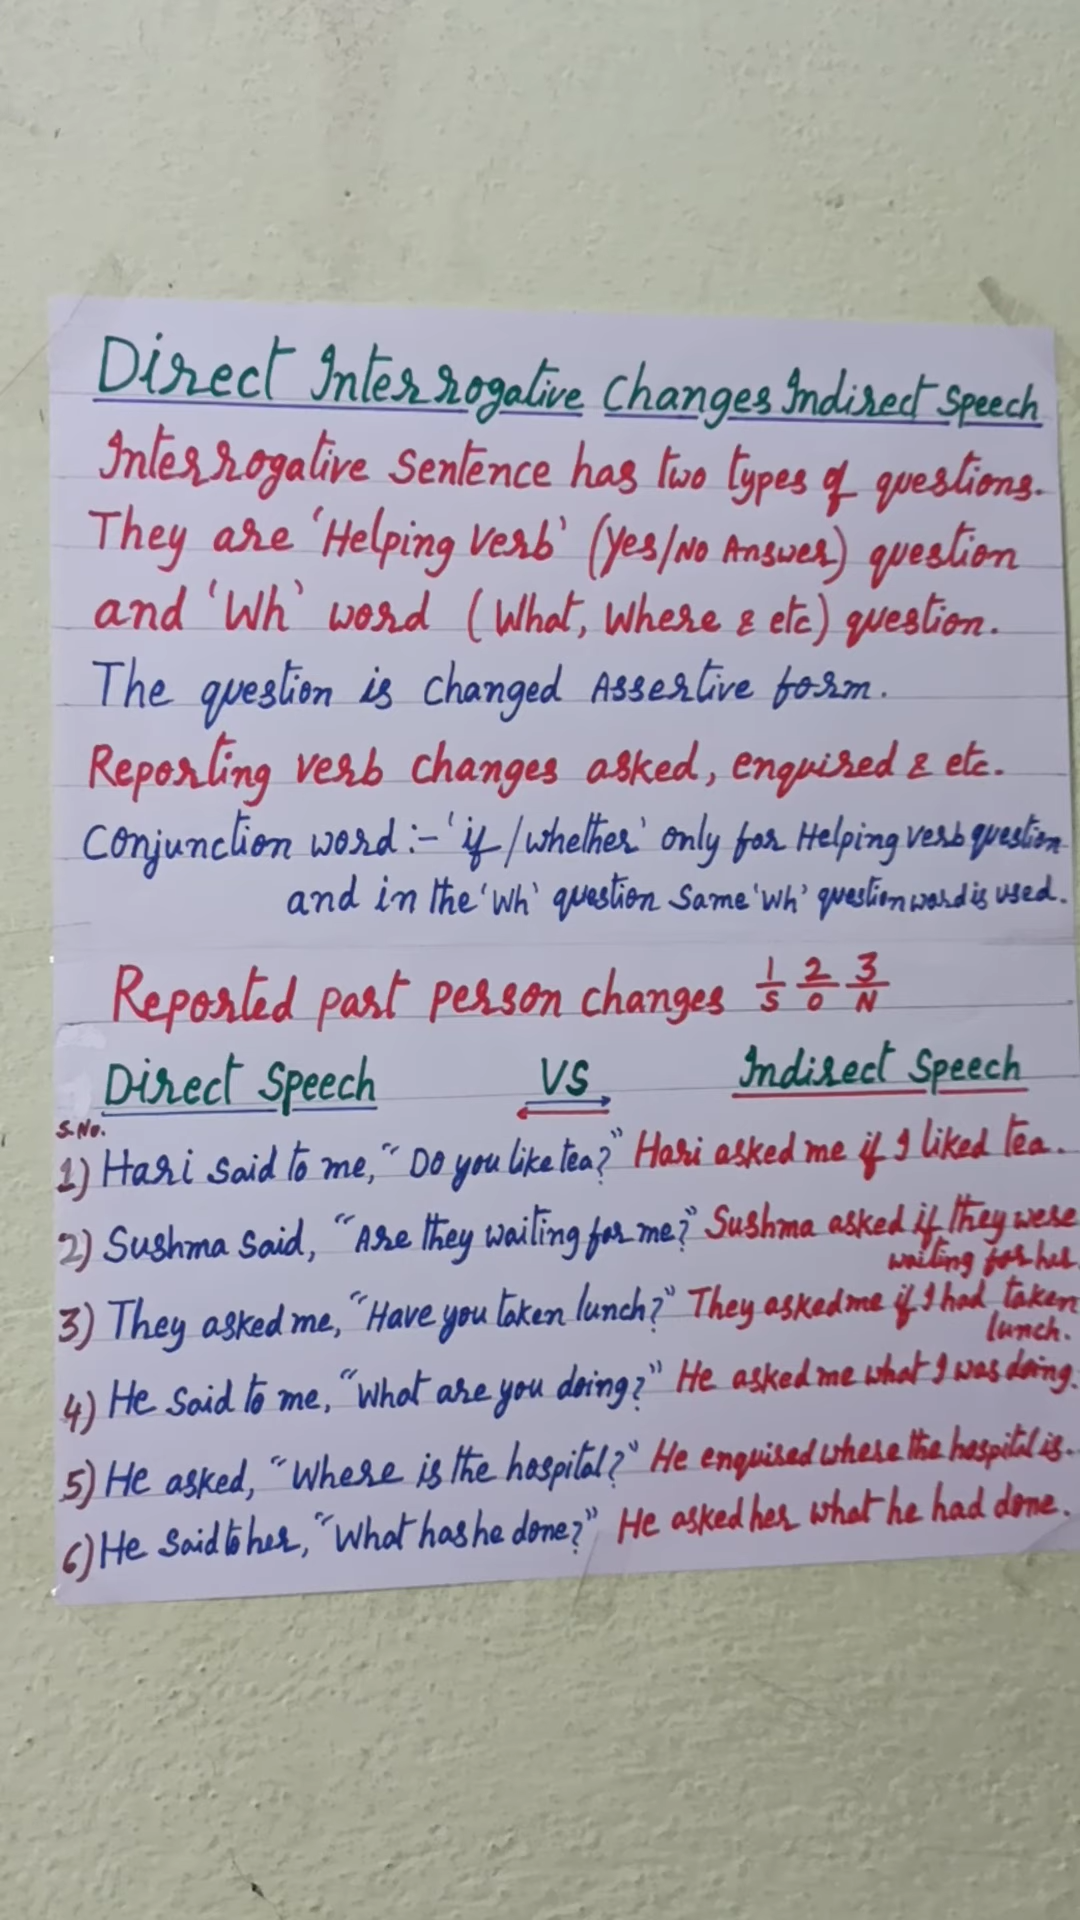 Direct Interrogative Changes Indirect Speech
Interrogative Sentence has two types of questions.
They are 'Helping verb' (Yes/No Answer) question
and 'Wh' word (What, Where & etc) question.
The question is changed Assertive form.
Reporting verb changes asked, enquired & etc.
Conjunction word :- 'if/whether' only for Helping verb question
and in the 'Wh' question Same 'Wh' question word is used.
Reported part person changes 1/S 2/O 3/N
Direct Speech VS Indirect Speech
S.No.
1) Hari said to me, "Do you like tea?" Hari asked me if I liked tea.
2) Sushma Said, "Are they waiting for me?" Sushma asked if they were
waiting for her.
3) They asked me, "Have you taken lunch?" They asked me if I had taken
lunch.
4) He Said to me, "What are you doing?" He asked me what I was doing.
5) He asked, "Where is the hospital?" He enquired where the hospital is.
6) He Said to her, "What has he done?" He asked her what he had done.